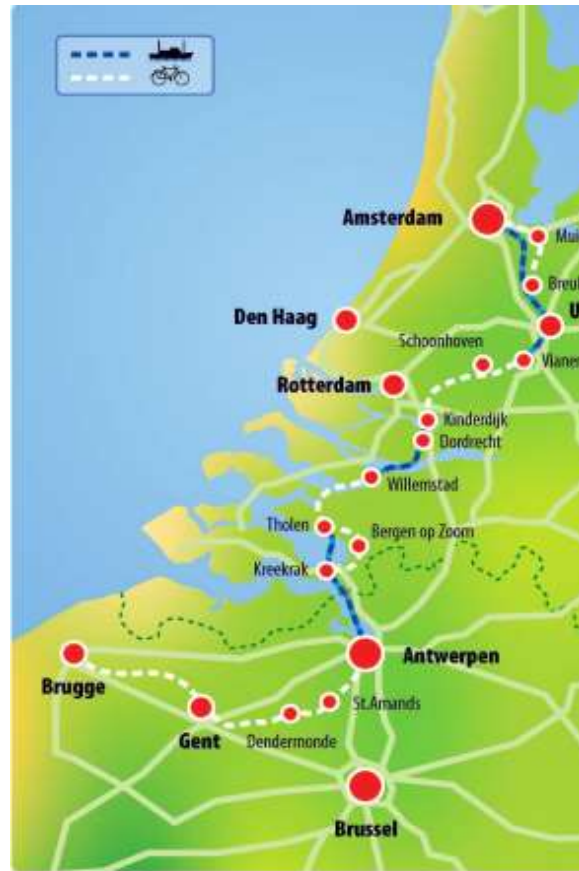 Amsterdam
Den Haag
Schoonhoven
Rotterdam
Kinderdijk
Dordrecht
Willemstad
Tholen
Bergen op Zoom
Kreekrak
Antwerpen
Brugge
St.Amands
Gent
Dendermonde
Brussel